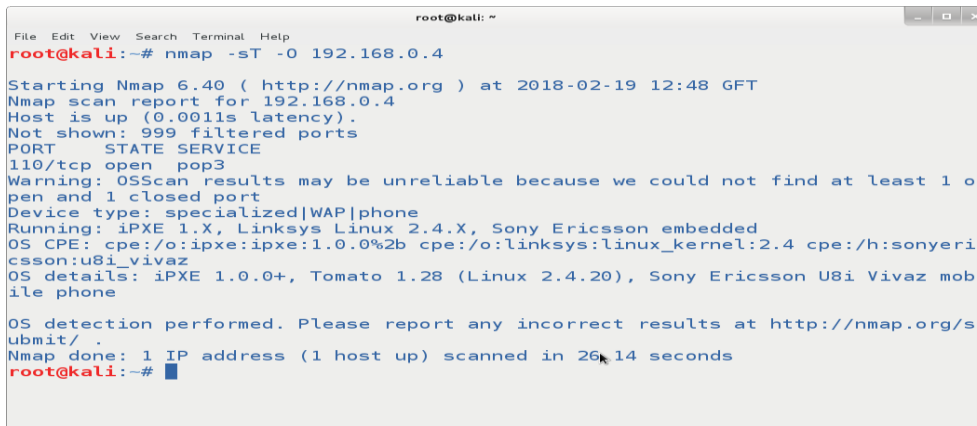 root@kali: ~
File Edit View Search Terminal Help
root@kali:~# nmap -sT -O 192.168.0.4
Starting Nmap 6.40 ( http://nmap.org ) at 2018-02-19 12:48 GFT
Nmap scan report for 192.168.0.4
Host is up (0.0011s latency).
Not shown: 999 filtered ports
PORT    STATE SERVICE
110/tcp open  pop3
Warning: OSScan results may be unreliable because we could not find at least 1 o
pen and 1 closed port
Device type: specialized|WAP|phone
Running: iPXE 1.X, Linksys Linux 2.4.X, Sony Ericsson embedded
OS CPE: cpe:/o:ipxe:ipxe:1.0.0%2b cpe:/o:linksys:linux_kernel:2.4 cpe:/h:sonyeri
csson:u8i_vivaz
OS details: iPXE 1.0.0+, Tomato 1.28 (Linux 2.4.20), Sony Ericsson U8i Vivaz mob
ile phone
OS detection performed. Please report any incorrect results at http://nmap.org/s
ubmit/ .
Nmap done: 1 IP address (1 host up) scanned in 26.14 seconds
root@kali:~#